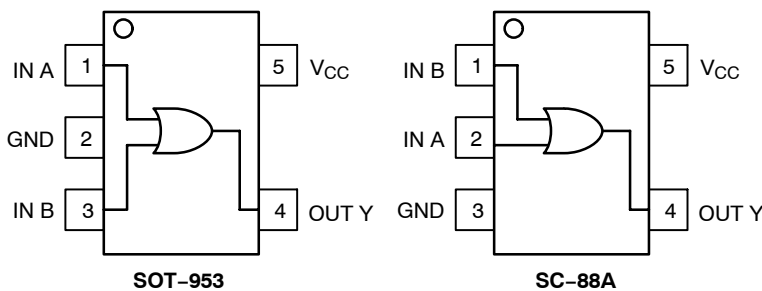 IN A 1 5 VCC
GND 2
IN B 3 4 OUT Y
SOT-953
IN B 1 5 VCC
IN A 2
GND 3 4 OUT Y
SC-88A